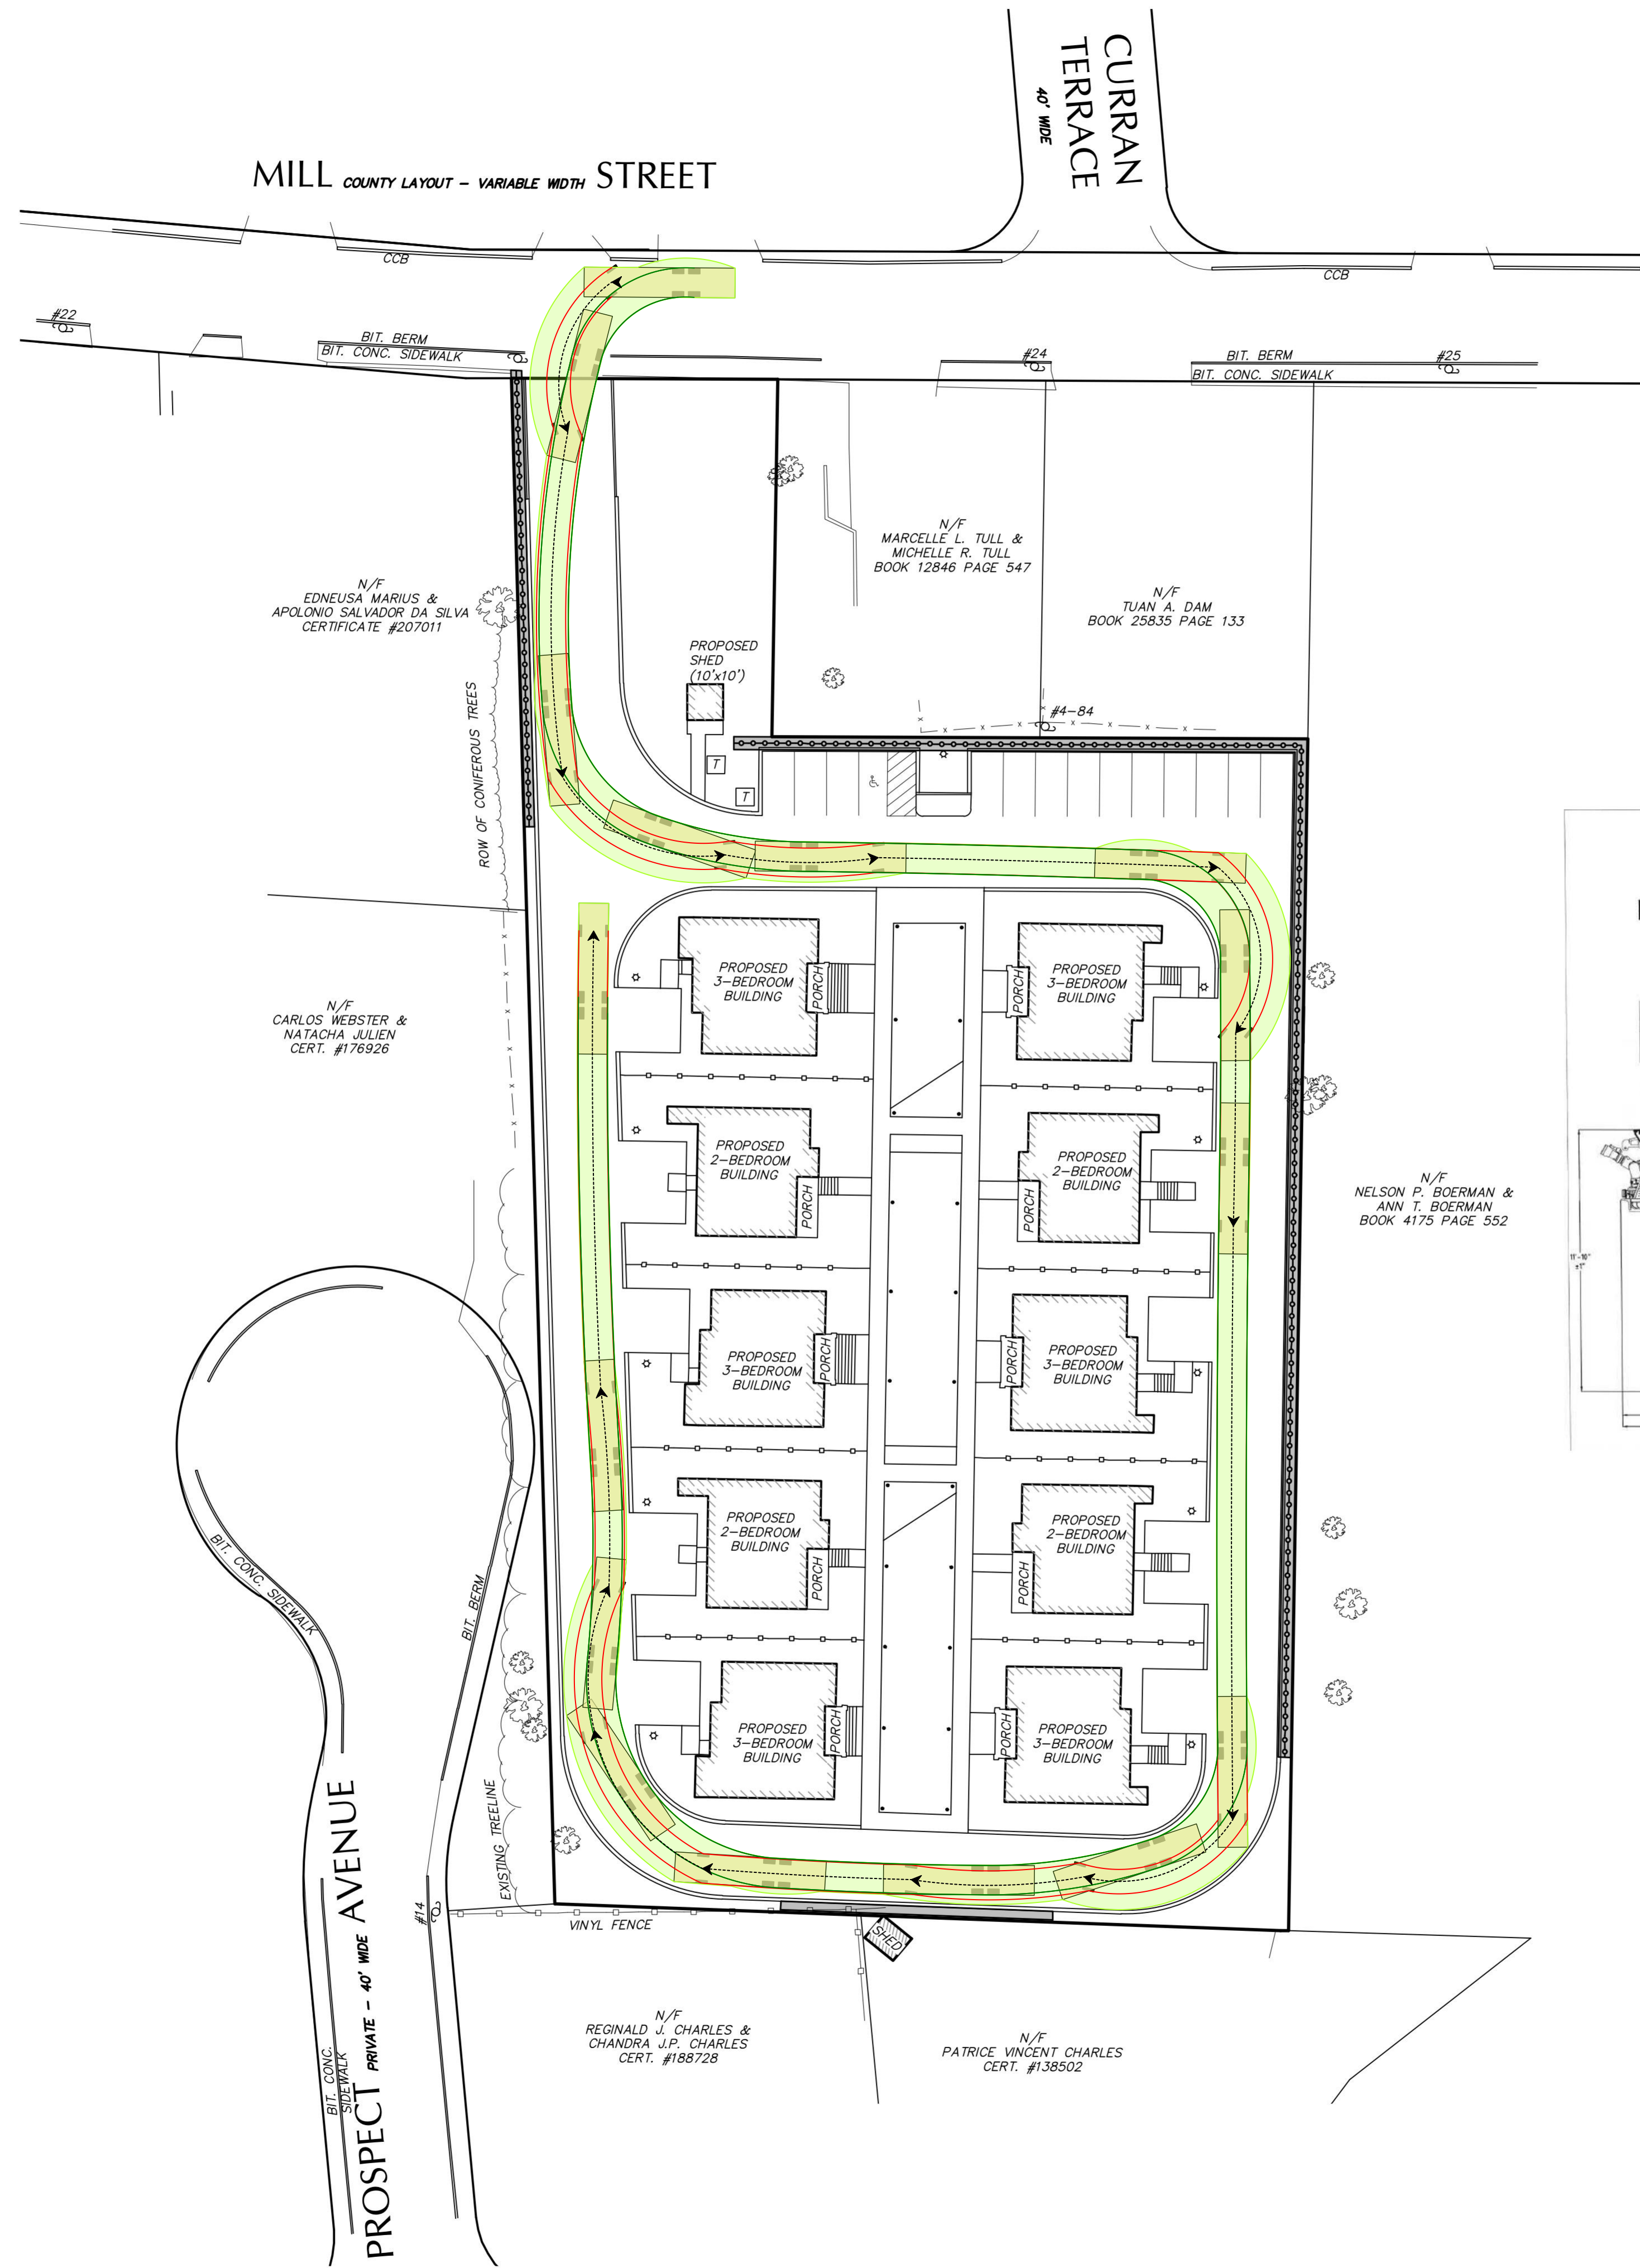 CURRAN
TERRACE
40' WIDE
MILL COUNTY LAYOUT – VARIABLE WIDTH STREET
CCB
CCB
#22
BIT. BERM
BIT. CONC. SIDEWALK
#24
BIT. BERM
#25
BIT. CONC. SIDEWALK
N/F
MARCELLE L. TULL &
MICHELLE R. TULL
BOOK 12846 PAGE 547
N/F
EDNEUSA MARIUS &
APOLONIO SALVADOR DA SILVA
CERTIFICATE #207011
N/F
TUAN A. DAM
BOOK 25835 PAGE 133
PROPOSED
SHED
(10'x10')
ROW OF CONIFEROUS TREES
#4-84
T
T
N/F
CARLOS WEBSTER &
NATACHA JULIEN
CERT. #176926
PROPOSED
3-BEDROOM
BUILDING
PORCH
PORCH
PROPOSED
3-BEDROOM
BUILDING
PROPOSED
2-BEDROOM
BUILDING
PORCH
PORCH
PROPOSED
2-BEDROOM
BUILDING
N/F
NELSON P. BOERMAN &
ANN T. BOERMAN
BOOK 4175 PAGE 552
11'-10"
±1"
PROPOSED
3-BEDROOM
BUILDING
PORCH
PORCH
PROPOSED
3-BEDROOM
BUILDING
PROPOSED
2-BEDROOM
BUILDING
PORCH
PORCH
PROPOSED
2-BEDROOM
BUILDING
BIT. CONC. SIDEWALK
BIT. BERM
PROPOSED
3-BEDROOM
BUILDING
PORCH
PORCH
PROPOSED
3-BEDROOM
BUILDING
EXISTING TREELINE
#14
VINYL FENCE
SHED
PROSPECT PRIVATE – 40' WIDE AVENUE
BIT. CONC.
SIDEWALK
N/F
REGINALD J. CHARLES &
CHANDRA J.P. CHARLES
CERT. #188728
N/F
PATRICE VINCENT CHARLES
CERT. #138502